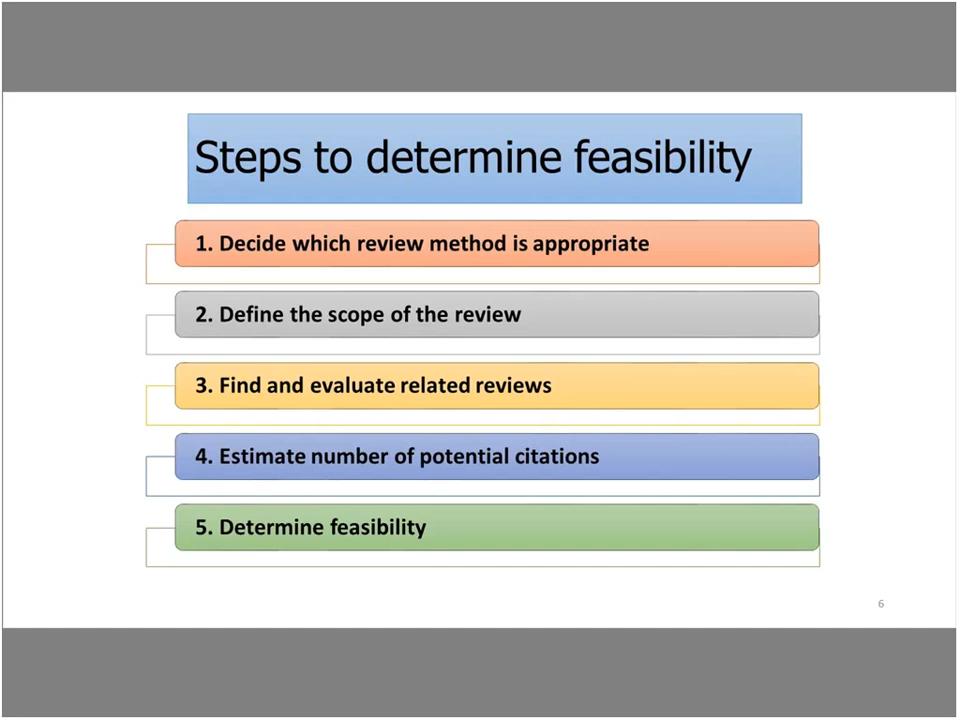 Steps to determine feasibility
1. Decide which review method is appropriate
2. Define the scope of the review
3. Find and evaluate related reviews
4. Estimate number of potential citations
5. Determine feasibility
6